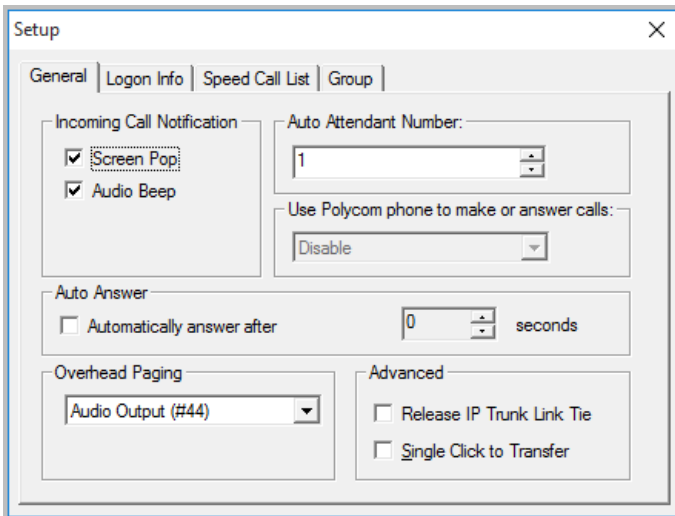 Setup
General Logon Info Speed Call List Group
Incoming Call Notification
Screen Pop
Audio Beep
Auto Attendant Number:
1
Use Polycom phone to make or answer calls:
Disable
Auto Answer
Automatically answer after 0 seconds
Overhead Paging
Audio Output (#44)
Advanced
Release IP Trunk Link Tie
Single Click to Transfer